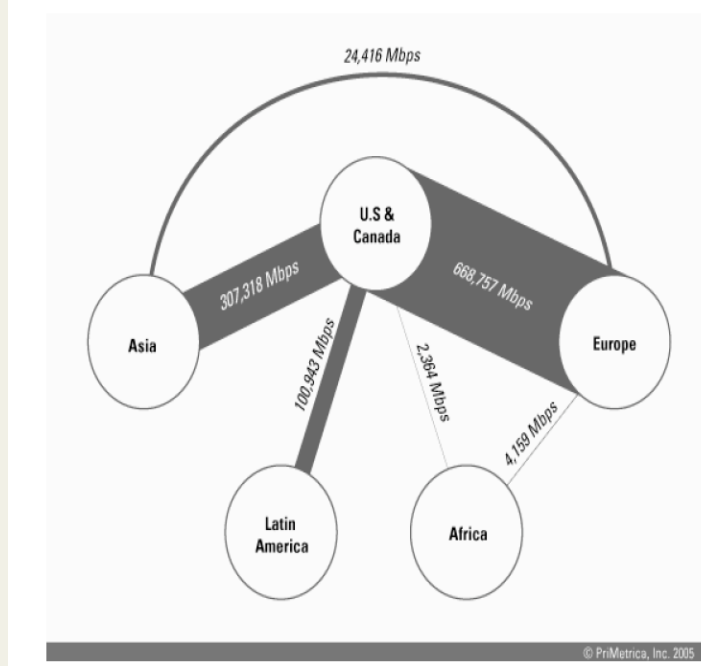 24,416 Mbps
U.S &
Canada
307,318 Mbps
668,757 Mbps
Asia
Europe
100,943 Mbps
2,364 Mbps
4,159 Mbps
Latin
America
Africa
© PriMetrica, Inc. 2005